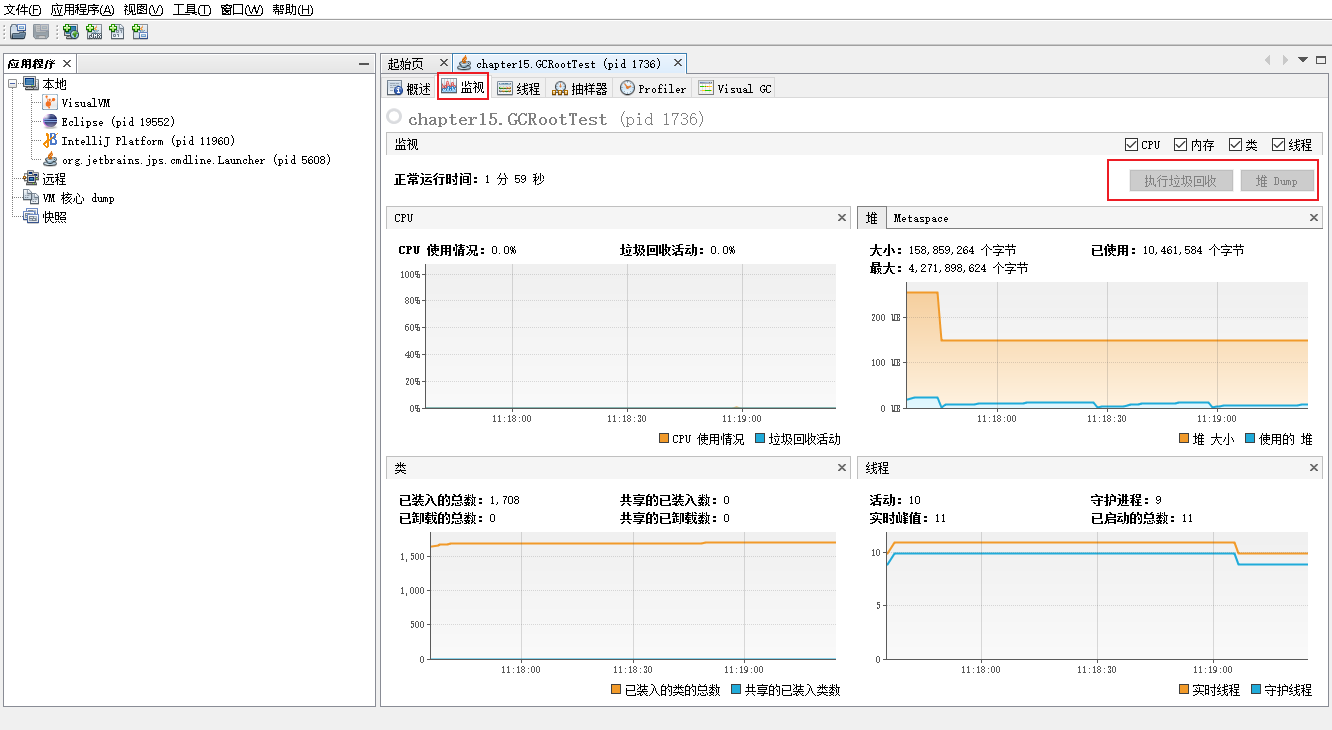 文件(F) 应用程序(A) 视图(V) 工具(T) 窗口(W) 帮助(H)
应用程序
本地
VisualVM
Eclipse (pid 19552)
IntelliJ Platform (pid 11960)
org.jetbrains.jps.cmdline.Launcher (pid 5608)
远程
VM 核心 dump
快照
起始页 chapter15.GCRootTest (pid 1736)
概述 监视 线程 抽样器 Profiler Visual GC
chapter15.GCRootTest (pid 1736)
监视 CPU 内存 类 线程
正常运行时间: 1 分 59 秒 执行垃圾回收 堆 Dump
CPU
CPU 使用情况: 0.0% 垃圾回收活动: 0.0%
100%
80%
60%
40%
20%
0%
11:18:00 11:18:30 11:19:00
CPU 使用情况 垃圾回收活动
堆 Metaspace
大小: 158,859,264 个字节 已使用: 10,461,584 个字节
最大: 4,271,898,624 个字节
200 MB
100 MB
0 MB
11:18:00 11:18:30 11:19:00
堆 大小 使用的 堆
类
已装入的总数: 1,708 共享的已装入数: 0
已卸载的总数: 0 共享的已卸载数: 0
1,500
1,000
500
0
11:18:00 11:18:30 11:19:00
已装入的类的总数 共享的已装入类数
线程
活动: 10 守护进程: 9
实时峰值: 11 已启动的总数: 11
10
5
0
11:18:00 11:18:30 11:19:00
实时线程 守护线程